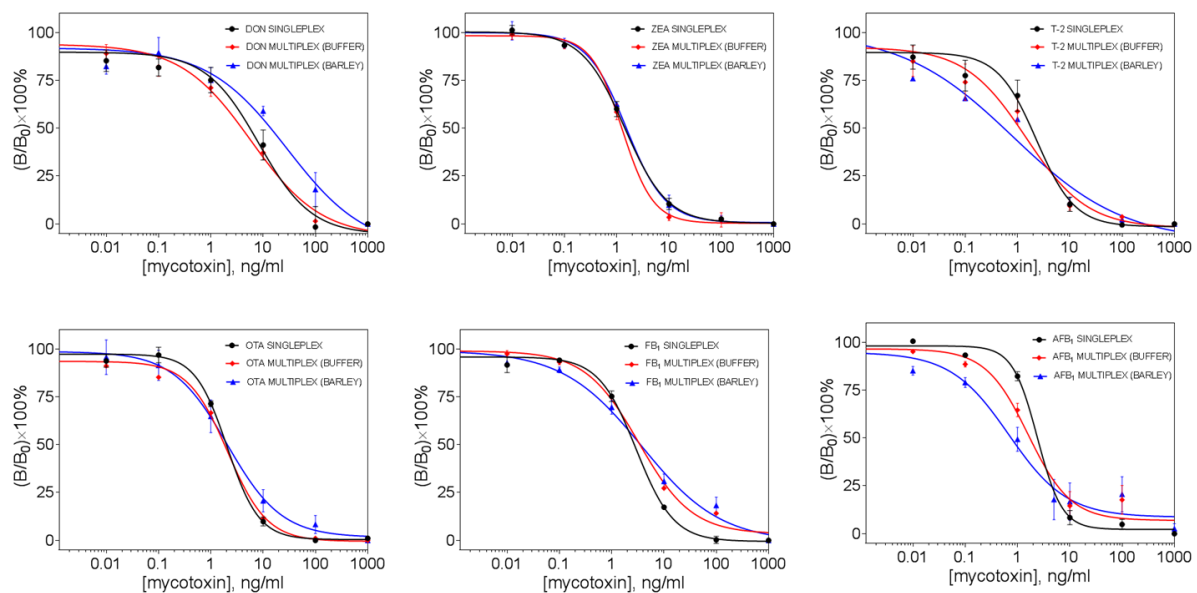 DON SINGLEPLEX
DON MULTIPLEX (BUFFER)
DON MULTIPLEX (BARLEY)
100
75
50
25
0
(B/B₀)×100%
0.01 0.1 1 10 100 1000
[mycotoxin], ng/ml
ZEA SINGLEPLEX
ZEA MULTIPLEX (BUFFER)
ZEA MULTIPLEX (BARLEY)
100
75
50
25
0
(B/B₀)×100%
0.01 0.1 1 10 100 1000
[mycotoxin], ng/ml
T-2 SINGLEPLEX
T-2 MULTIPLEX (BUFFER)
T-2 MULTIPLEX (BARLEY)
100
75
50
25
0
(B/B₀)×100%
0.01 0.1 1 10 100 1000
[mycotoxin], ng/ml
OTA SINGLEPLEX
OTA MULTIPLEX (BUFFER)
OTA MULTIPLEX (BARLEY)
100
75
50
25
0
(B/B₀)×100%
0.01 0.1 1 10 100 1000
[mycotoxin], ng/ml
FB₁ SINGLEPLEX
FB₁ MULTIPLEX (BUFFER)
FB₁ MULTIPLEX (BARLEY)
100
75
50
25
0
(B/B₀)×100%
0.01 0.1 1 10 100 1000
[mycotoxin], ng/ml
AFB₁ SINGLEPLEX
AFB₁ MULTIPLEX (BUFFER)
AFB₁ MULTIPLEX (BARLEY)
100
75
50
25
0
(B/B₀)×100%
0.01 0.1 1 10 100 1000
[mycotoxin], ng/ml